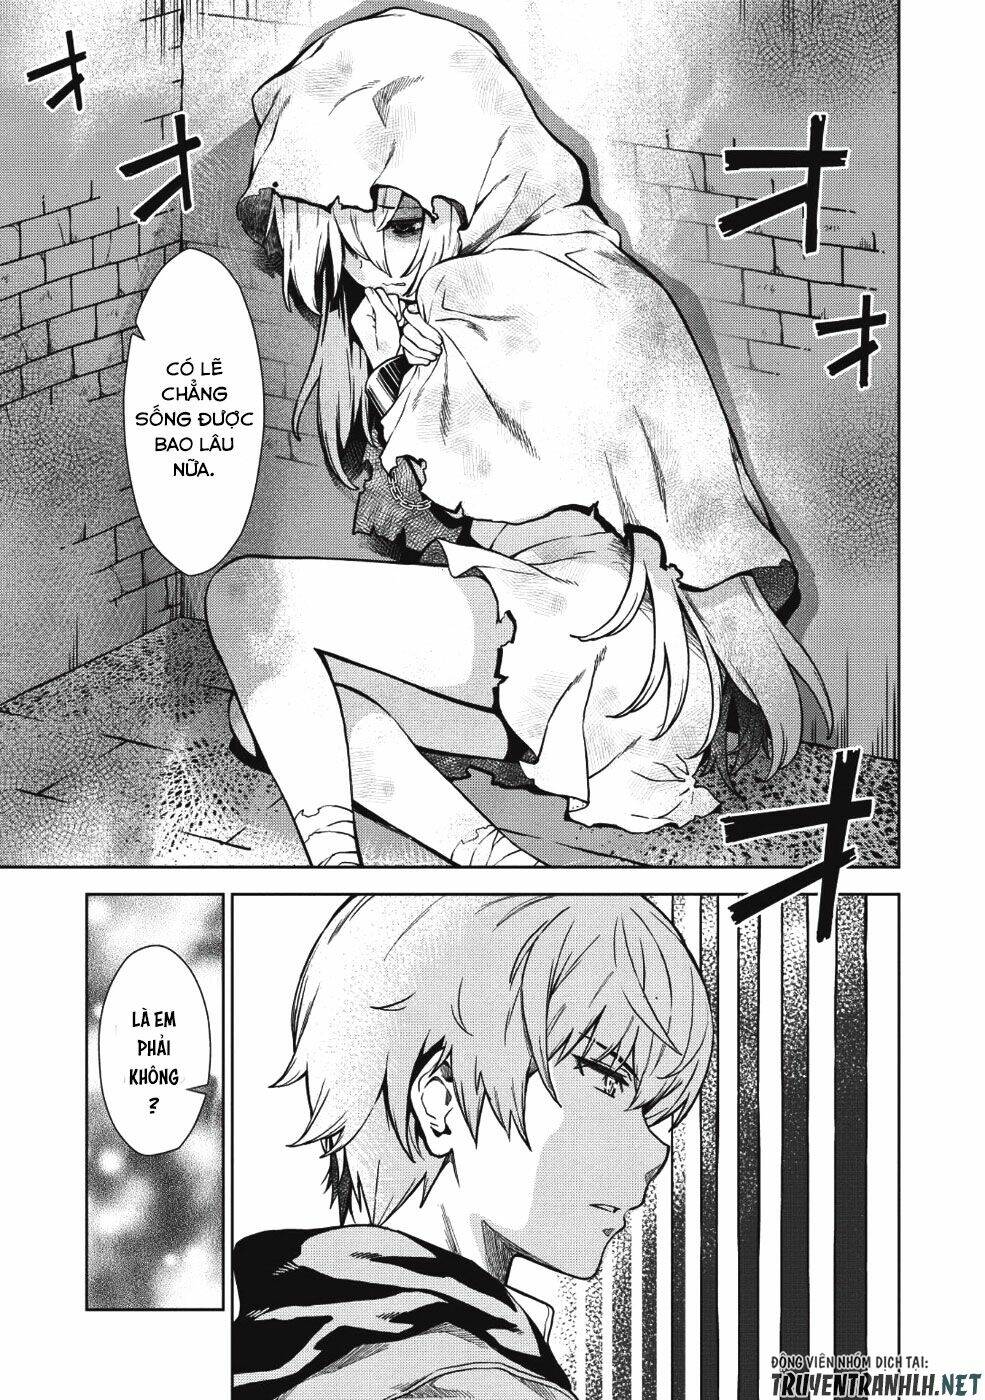 オ
オ
オ
オ
CÓ LẼ
CHẲNG
SỐNG ĐƯỢC
BAO LÂU
NỮA.
LÀ EM
PHẢI
KHÔNG
?
ĐỘNG VIÊN NHÓM DỊCH TẠI:
TRUYENTRANHLH.NET